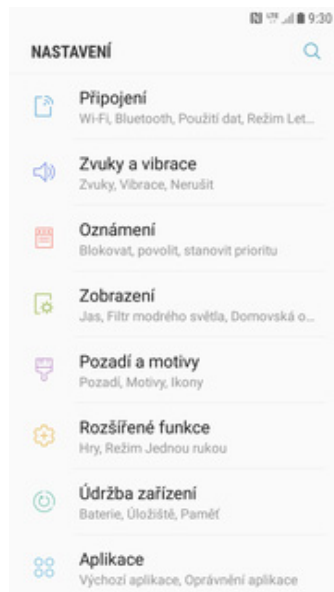 9:30
NASTAVENÍ
Připojení
Wi-Fi, Bluetooth, Použití dat, Režim Let...
Zvuky a vibrace
Zvuky, Vibrace, Nerušit
Oznámení
Blokovat, povolit, stanovit prioritu
Zobrazení
Jas, Filtr modrého světla, Domovská o...
Pozadí a motivy
Pozadí, Motivy, Ikony
Rozšířené funkce
Hry, Režim Jednou rukou
Údržba zařízení
Baterie, Úložiště, Paměť
Aplikace
Výchozí aplikace, Oprávnění aplikace